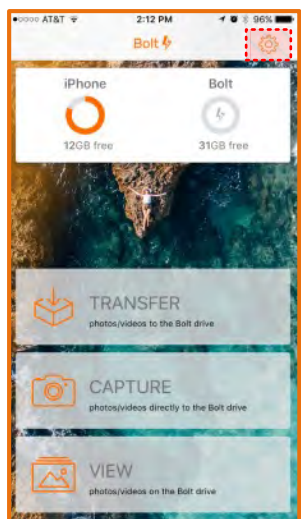 AT&T 2:12 PM 96%
Bolt
iPhone Bolt
12GB free 31GB free
TRANSFER
photos/videos to the Bolt drive
CAPTURE
photos/videos directly to the Bolt drive
VIEW
photos/videos on the Bolt drive